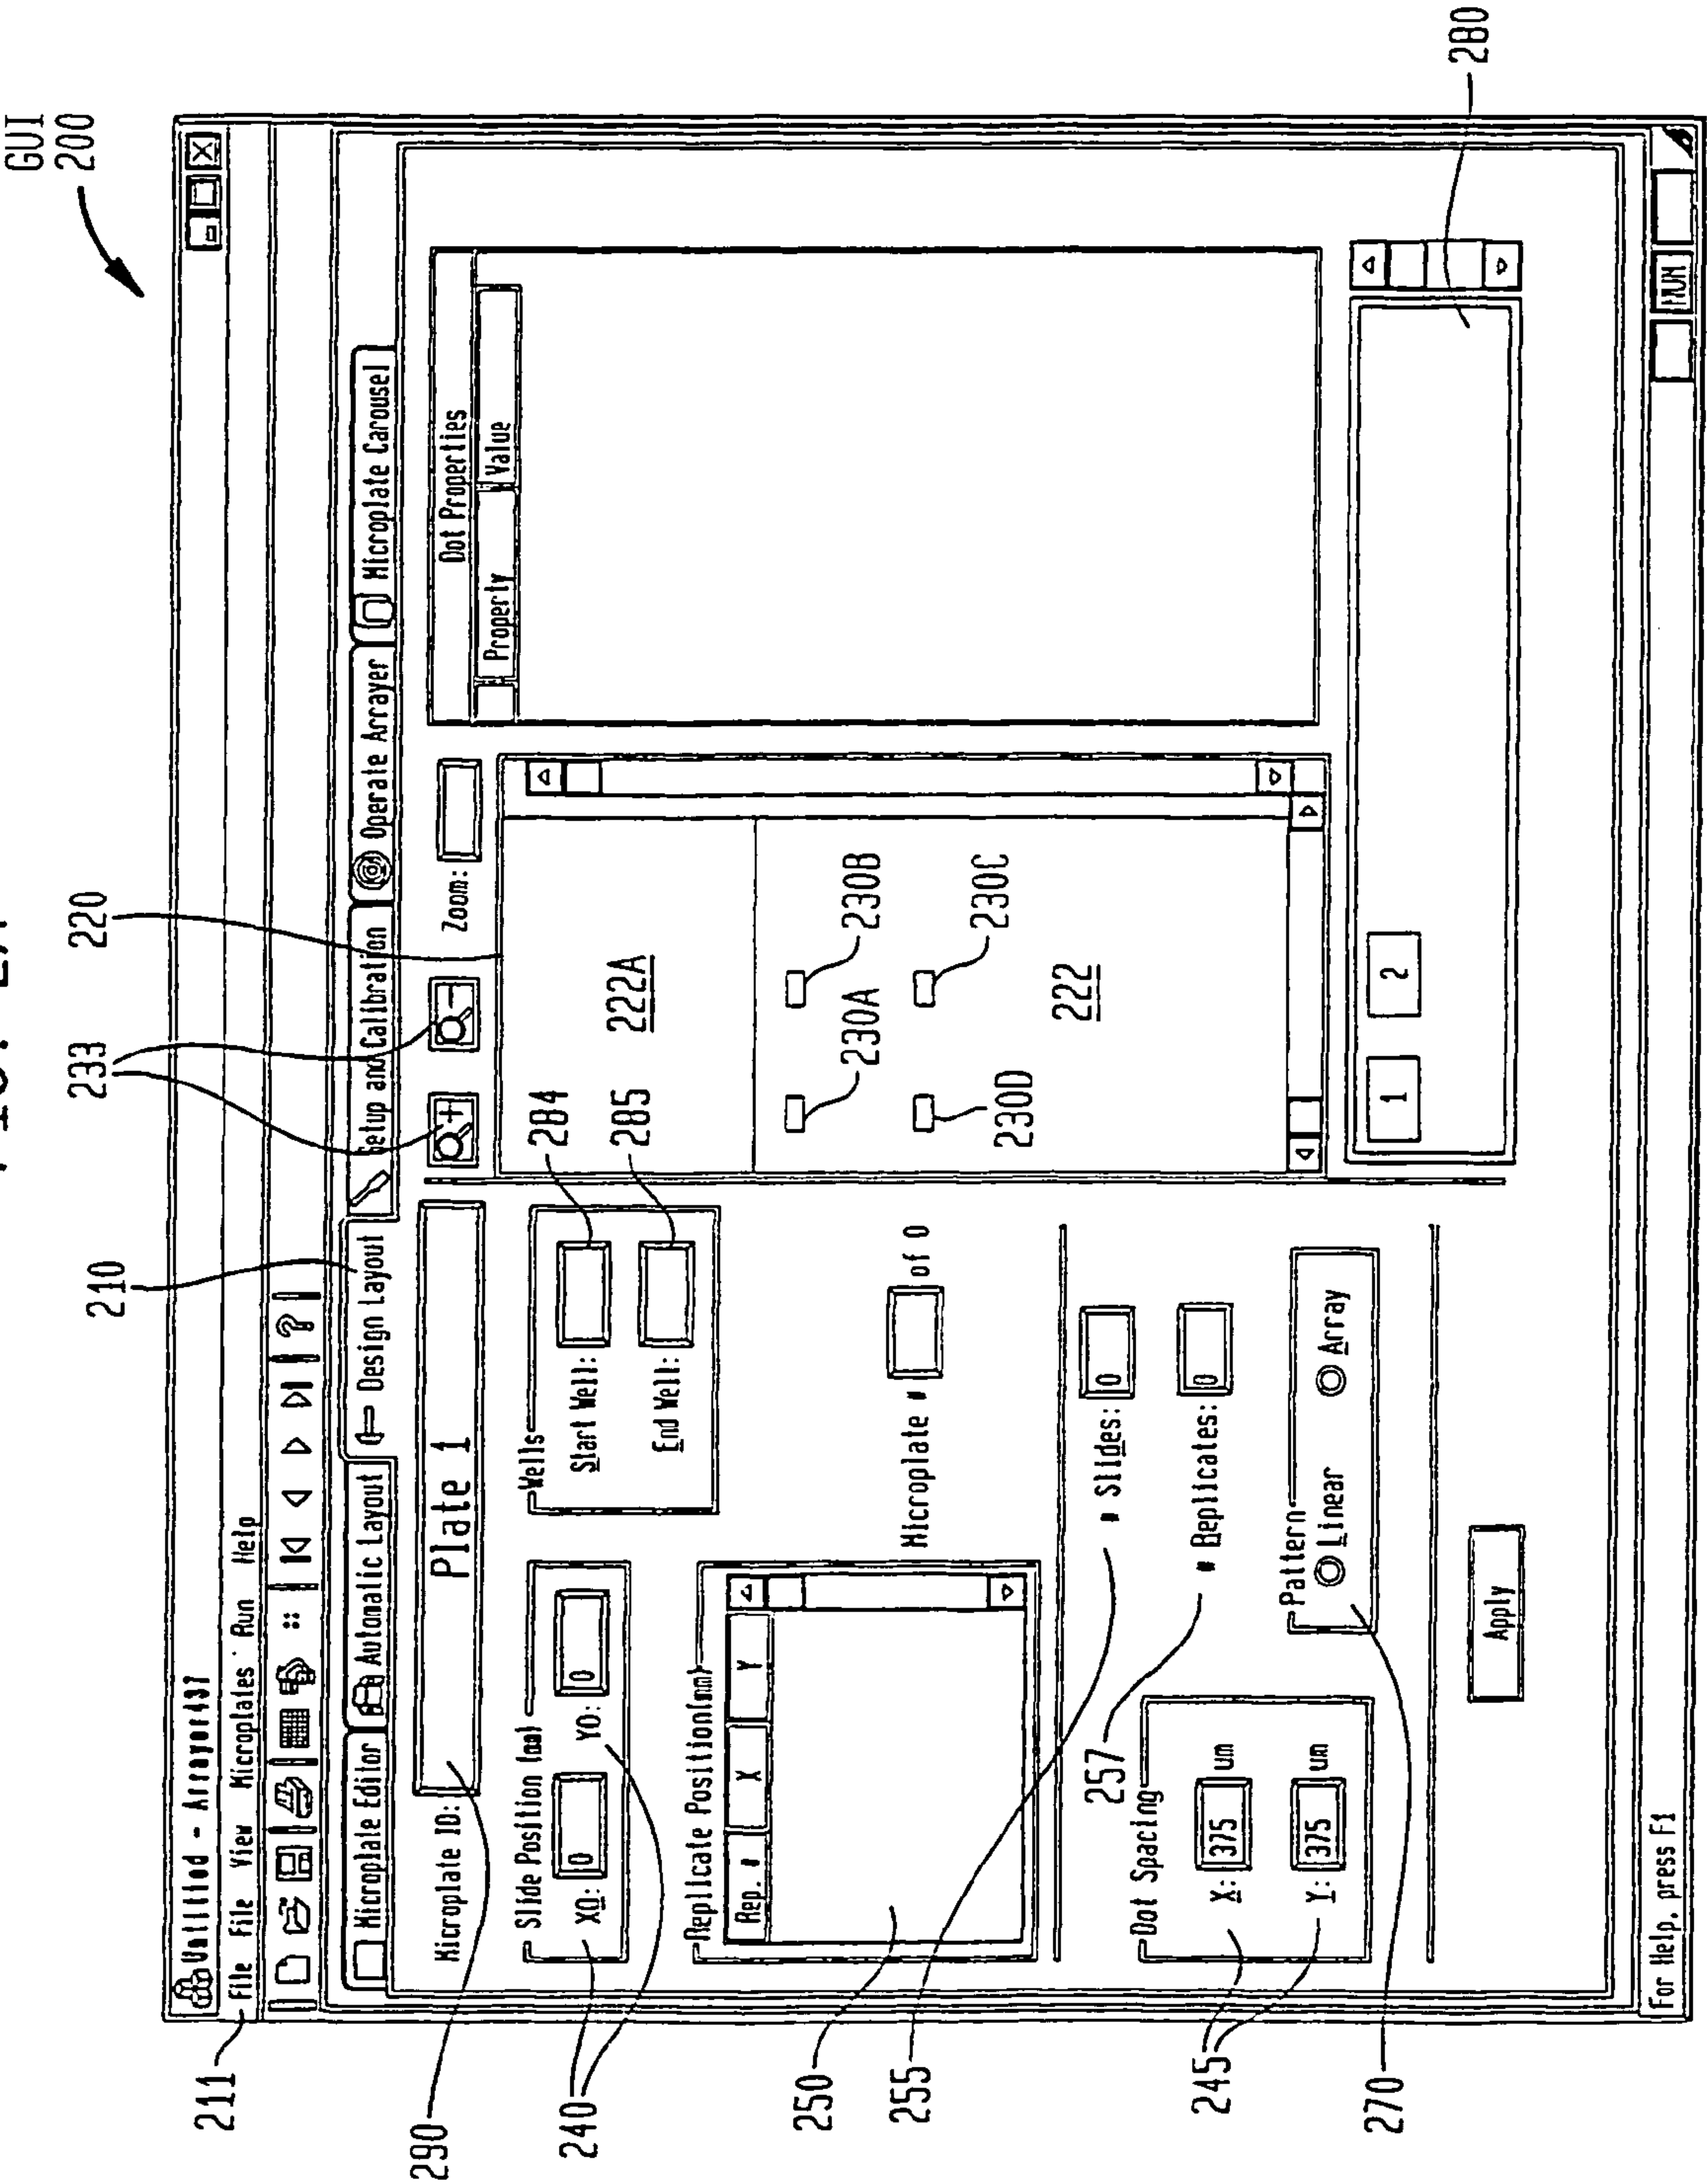 GUI
200
211
Untitled - Arrayer437
File File View Microplates Run Help
210
233
220
Microplate Editor
Automatic Layout
Design Layout
Setup and Calibration
Operate Arrayer
Microplate Carousel
290
Microplate ID:
Plate 1
Zoom:
Dot Properties
Property Value
240
Slide Position (mm)
X0: 0 Y0: 0
Wells
Start Well:
End Well:
284
285
222A
230A
230B
230C
230D
222
250
Replicate Position(mm)
Rep. # X Y
Microplate # of 0
255
# Slides: 0
257
# Replicates: 0
245
Dot Spacing
X: 375 um
Y: 375 um
270
Pattern
Linear Array
1 2
280
Apply
For Help, press F1
NUM